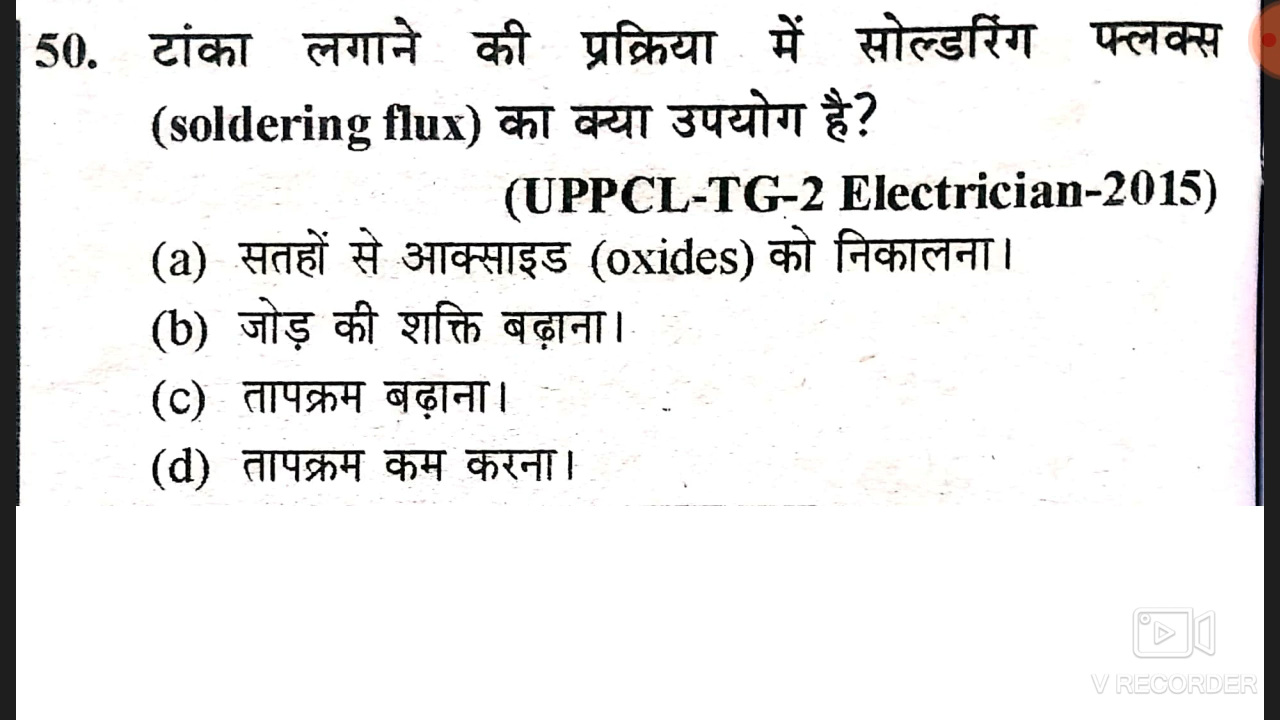 50. टांका लगाने की प्रक्रिया में सोल्डरिंग फ्लक्स
(soldering flux) का क्या उपयोग है?
(UPPCL-TG-2 Electrician-2015)
(a) सतहों से आक्साइड (oxides) को निकालना।
(b) जोड़ की शक्ति बढ़ाना।
(c) तापक्रम बढ़ाना।
(d) तापक्रम कम करना।
V RECORDER